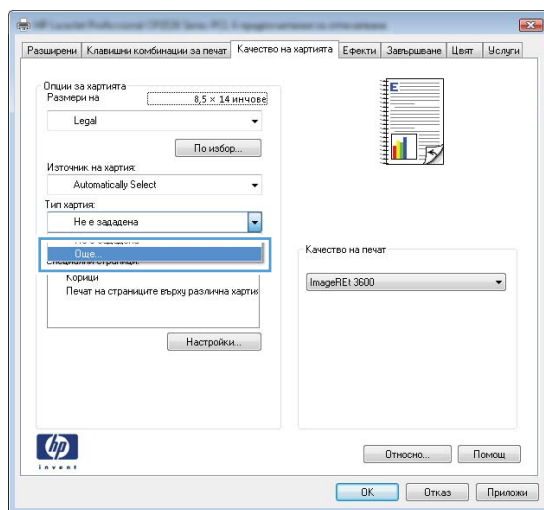 Разширени Клавишни комбинации за печат Качество на хартията Ефекти Завършване Цвят Услуги
Опции за хартията
Размери на 8,5 × 14 инчове
Legal
По избор...
Източник на хартия:
Automatically Select
Тип хартия:
Не е зададена
Още...
Корици
Печат на страниците върху различна хартия
Настройки...
E
Качество на печат
ImageREt 3600
hp
invent
Относно... Помощ
OK Отказ Приложи